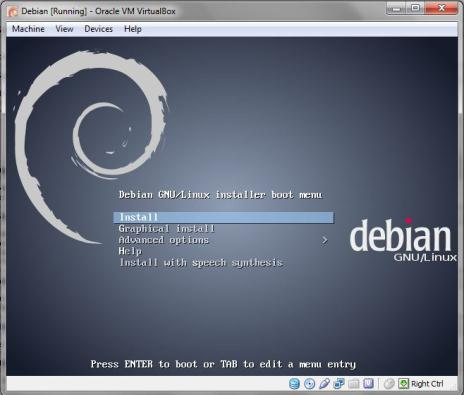 Debian [Running] - Oracle VM VirtualBox
Machine View Devices Help
Debian GNU/Linux installer boot menu
Install
Graphical install
Advanced options >
Help
Install with speech synthesis
debian
GNU/Linux
Press ENTER to boot or TAB to edit a menu entry
Right Ctrl